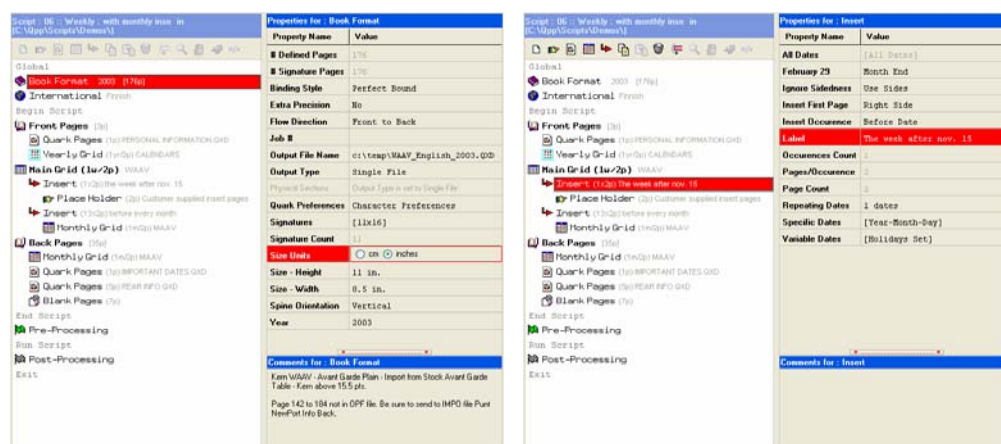 Script : 06 :: Weekly : with monthly inse in
(C:\Qpp\Scripts\Demos\)
Global
Book Format 2003 (176p)
International Finnish
Begin Script
Front Pages (3p)
Quark Pages (1p) PERSONAL INFORMATION.QXD
Yearly Grid (1yr/2p) CALENDARS
Main Grid (1w/2p) WAAV
Insert (1x2p) the week after nov. 15
Place Holder (2p) Customer supplied insert pages
Insert (13x2p) before every month
Monthly Grid (1m/2p) MAAV
Back Pages (35p)
Monthly Grid (1m/2p) MAAV
Quark Pages (1p) IMPORTANT DATES.QXD
Quark Pages (1p) REAR INFO.QXD
Blank Pages (7p)
End Script
Pre-Processing
Run Script
Post-Processing
Exit
Properties for : Book Format
Property Name Value
# Defined Pages 176
# Signature Pages 176
Binding Style Perfect Bound
Extra Precision No
Flow Direction Front to Back
Job #
Output File Name c:\temp\WAAV_English_2003.QXD
Output Type Single File
Physical Sections Output Type is set to Single File
Quark Preferences Character Preferences
Signatures [11x16]
Signature Count 11
Size Units cm inches
Size - Height 11 in.
Size - Width 8.5 in.
Spine Orientation Vertical
Year 2003
Comments for : Book Format
Kern WAAV - Avant Garde Plain - Import from Stock Avant Garde
Table - Kern above 15.5 pts.
Page 142 to 184 not in OPF file. Be sure to send to IMPO file Punt
NewPort Info Back.
Script : 06 :: Weekly : with monthly inse in
(C:\Qpp\Scripts\Demos\)
Global
Book Format 2003 (176p)
International Finnish
Begin Script
Front Pages (3p)
Quark Pages (1p) PERSONAL INFORMATION.QXD
Yearly Grid (1yr/2p) CALENDARS
Main Grid (1w/2p) WAAV
Insert (1x2p) The week after nov. 15
Place Holder (2p) Customer supplied insert pages
Insert (13x2p) before every month
Monthly Grid (1m/2p) MAAV
Back Pages (35p)
Monthly Grid (1m/2p) MAAV
Quark Pages (1p) IMPORTANT DATES.QXD
Quark Pages (1p) REAR INFO.QXD
Blank Pages (7p)
End Script
Pre-Processing
Run Script
Post-Processing
Exit
Properties for : Insert
Property Name Value
All Dates [All Dates]
February 29 Month End
Ignore Sidedness Use Sides
Insert First Page Right Side
Insert Occurence Before Date
Label The week after nov. 15
Occurences Count
Pages/Occurence 2
Page Count 2
Repeating Dates 1 dates
Specific Dates [Year-Month-Day]
Variable Dates [Holidays Set]
Comments for : Insert